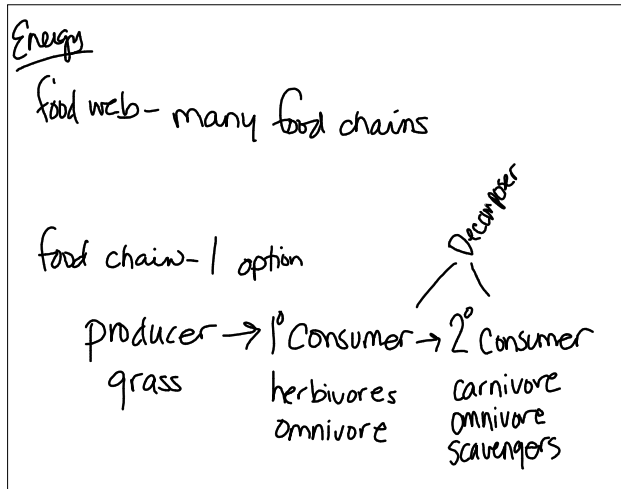 Energy
food web - many food chains
Decomposer
food chain - 1 option
producer → 1° Consumer → 2° Consumer
grass herbivores carnivore
omnivore omnivore
scavengers